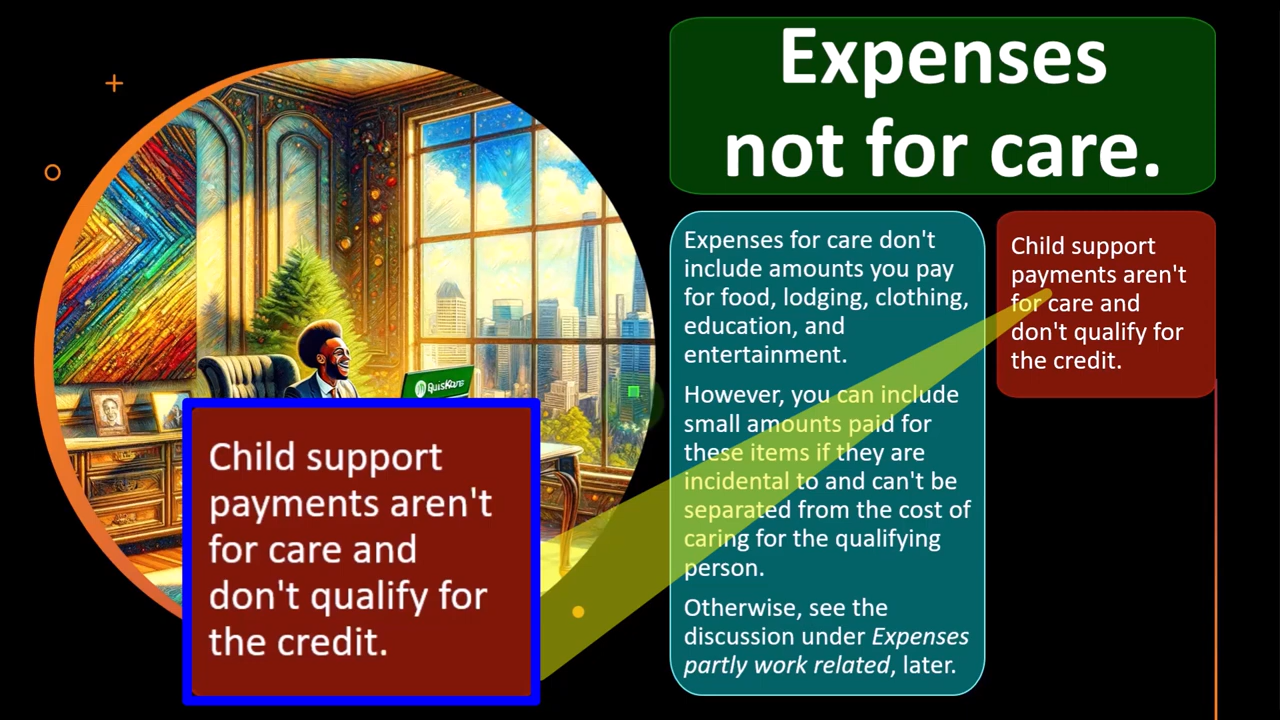 Expenses
not for care.
Expenses for care don't
include amounts you pay
for food, lodging, clothing,
education, and
entertainment.
However, you can include
small amounts paid for
these items if they are
incidental to and can't be
separated from the cost of
caring for the qualifying
person.
Otherwise, see the
discussion under Expenses
partly work related, later.
Child support
payments aren't
for care and
don't qualify for
the credit.
Child support
payments aren't
for care and
don't qualify for
the credit.